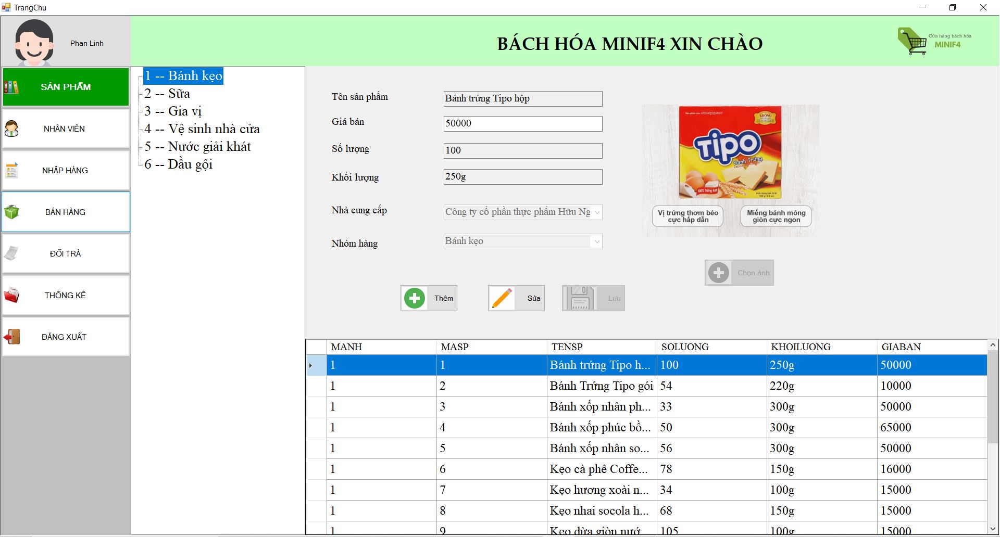 TrangChu
Phan Linh
BÁCH HÓA MINIF4 XIN CHÀO
Cửa hàng bách hóa
MINIF4
SẢN PHẨM
NHÂN VIÊN
NHẬP HÀNG
BÁN HÀNG
ĐỔI TRẢ
THỐNG KÊ
ĐĂNG XUẤT
1 -- Bánh kẹo
2 -- Sữa
3 -- Gia vị
4 -- Vệ sinh nhà cửa
5 -- Nước giải khát
6 -- Dầu gội
Tên sản phẩm Bánh trứng Tipo hộp
Giá bán 50000
Số lượng 100
Khối lượng 250g
Nhà cung cấp Công ty cổ phần thực phẩm Hữu Ng
Nhóm hàng Bánh kẹo
KHÔNG
Tipo
Bánh Trứng
100% Trứng tươi
Vị trứng thơm béo
cực hấp dẫn
Miếng bánh mỏng
giòn cực ngon
Chọn ảnh
Thêm
Sửa
Lưu
MANH MASP TENSP SOLUONG KHOILUONG GIABAN
1 1 Bánh trứng Tipo h... 100 250g 50000
1 2 Bánh Trứng Tipo gói 54 220g 10000
1 3 Bánh xốp nhân ph... 33 300g 50000
1 4 Bánh xốp phúc bồ... 50 300g 65000
1 5 Bánh xốp nhân so... 56 300g 50000
1 6 Kẹo cà phê Coffe... 78 150g 16000
1 7 Kẹo hương xoài n... 34 100g 15000
1 8 Kẹo nhai socola h... 68 150g 15000
1 9 Kẹo dừa giòn nướ 105 100g 15000